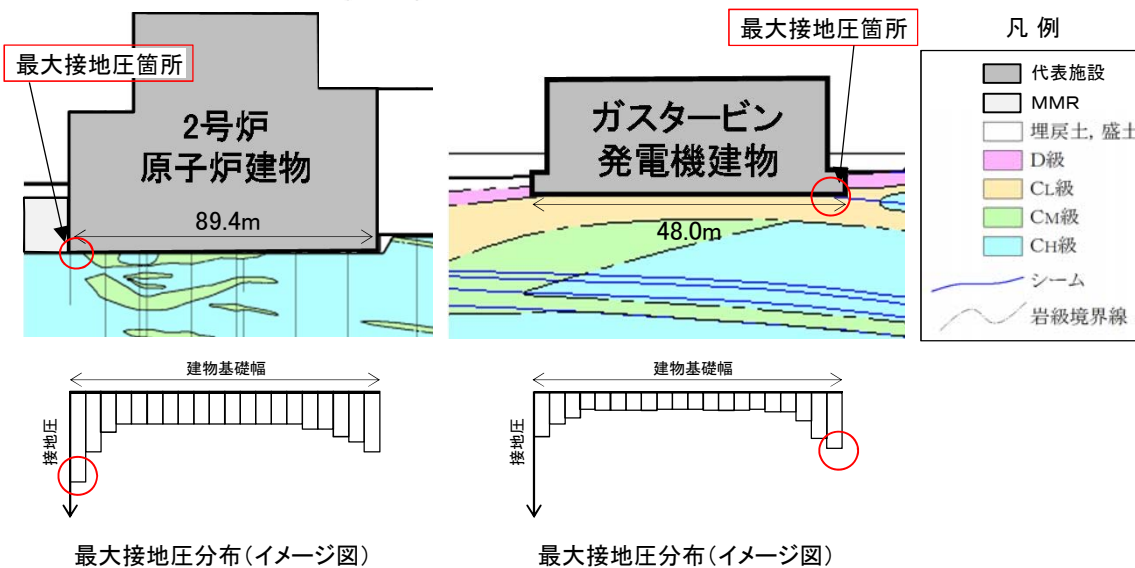 最大接地圧箇所
2号炉
原子炉建物
89.4m
最大接地圧箇所
ガスタービン
発電機建物
48.0m
凡 例
代表施設
MMR
埋戻土，盛土
D級
CL級
CM級
CH級
シーム
岩級境界線
建物基礎幅
接地圧
最大接地圧分布（イメージ図）
建物基礎幅
接地圧
最大接地圧分布（イメージ図）